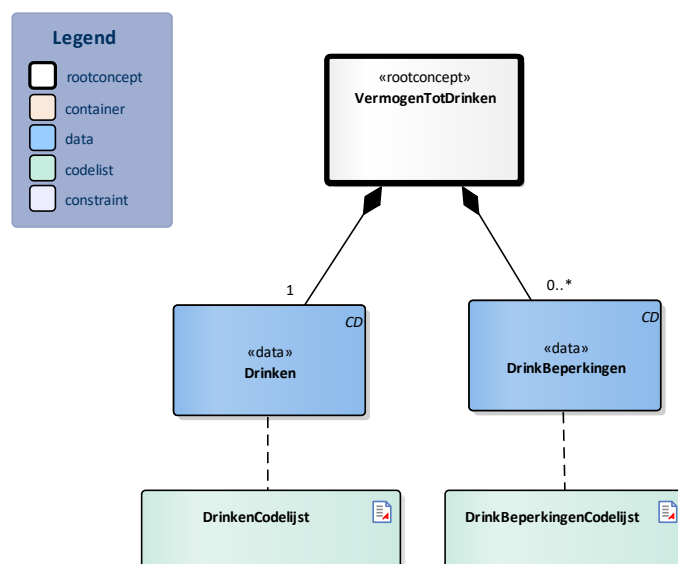 Legend
rootconcept
container
data
codelist
constraint
«rootconcept»
VermogenTotDrinken
1
0..*
CD
«data»
Drinken
CD
«data»
DrinkBeperkingen
DrinkenCodelijst
DrinkBeperkingenCodelijst